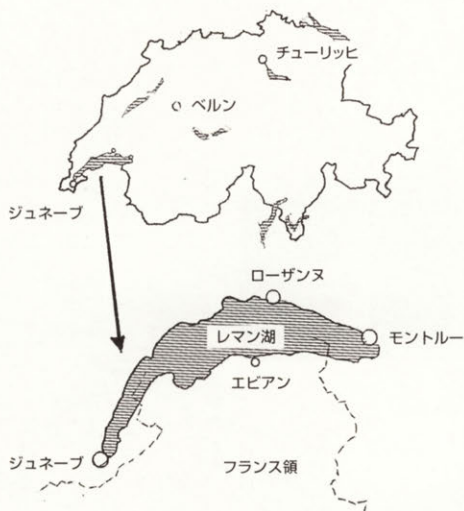 チューリッヒ
ベルン
ジュネーブ
ローザンヌ
レマン湖
モントルー
エビアン
ジュネーブ
フランス領